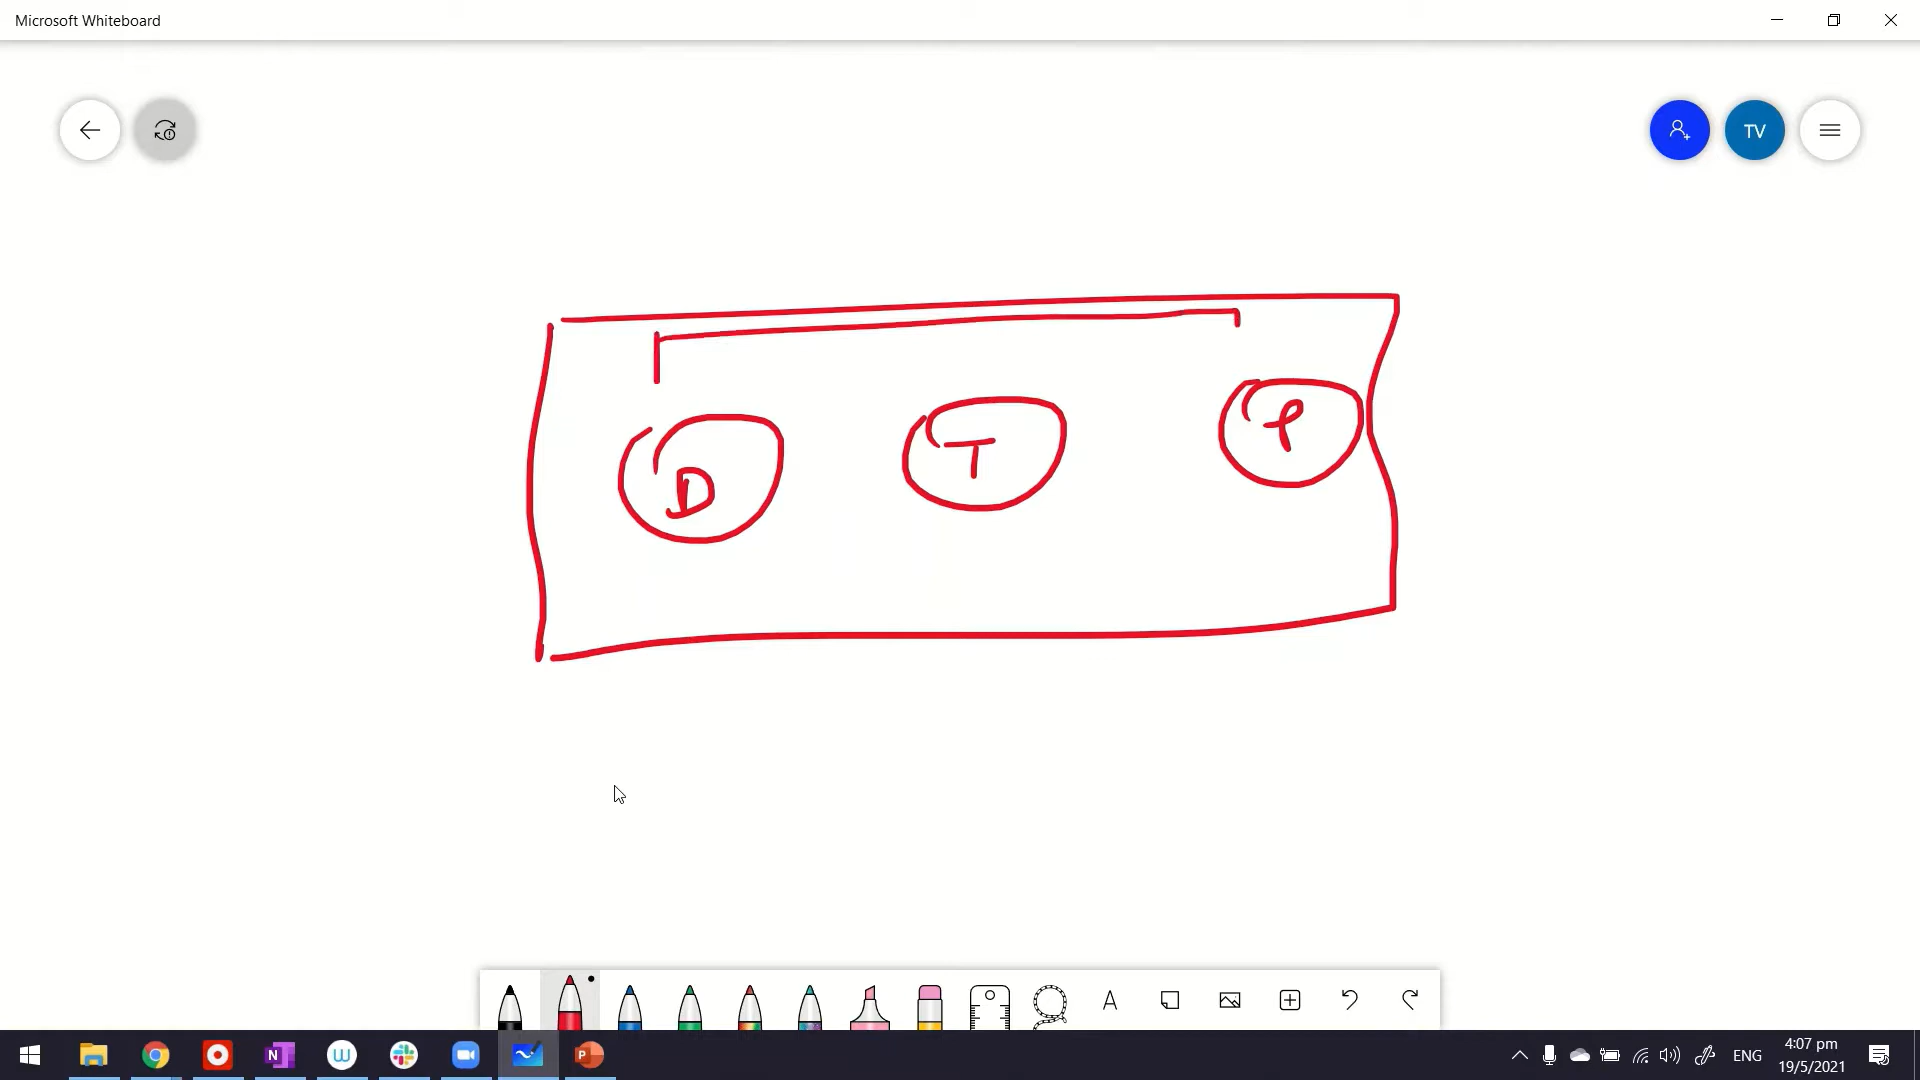 Microsoft Whiteboard
TV
D T P
A
N W P
ENG
4:07 pm
19/5/2021